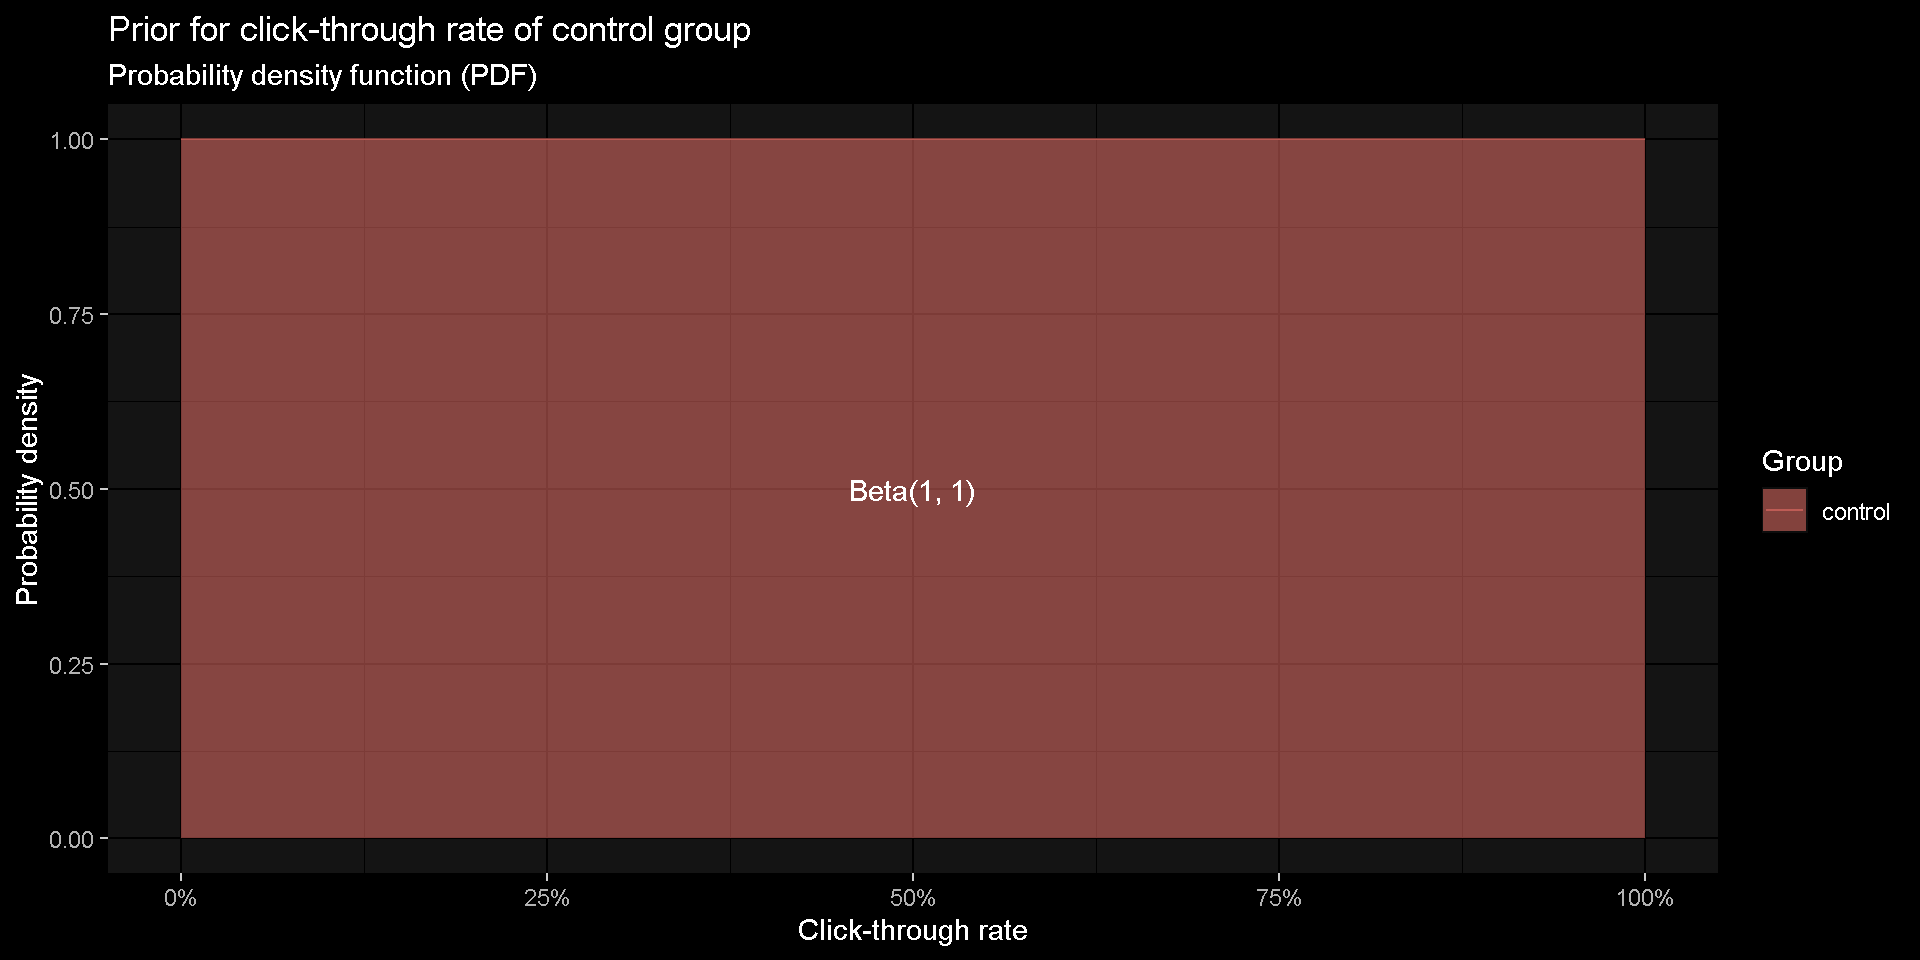 Prior for click-through rate of control group
Probability density function (PDF)
1.00
0.75
0.50
0.25
0.00
Probability density
Beta(1, 1)
0% 25% 50% 75% 100%
Click-through rate
Group
control